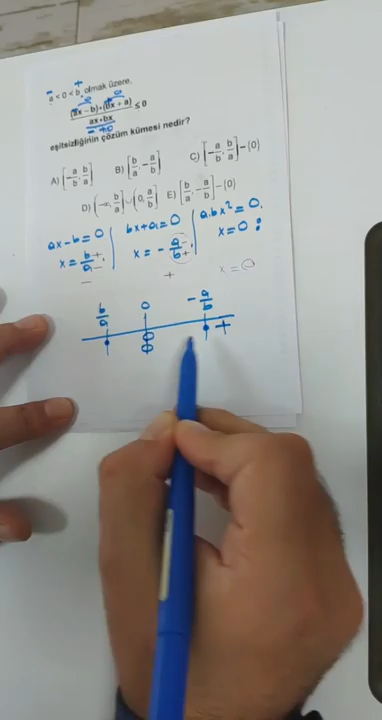 - +
a < 0 < b, olmak üzere,
(ax – b)·(bx + a) ≤ 0
ax·bx
eşitsizliğinin çözüm kümesi nedir?
A) [-a/b, b/a] B) [b/a, -a/b] C) [-a/b, b/a] – {0}
D) (-∞, b/a] ∪ (0, a/b] E) [b/a, -a/b] – {0}
ax-b=0 bx+a=0 a.b x² = 0.
x = b/a x = - a/b x=0
- + x=0
b/a 0 - a/b
+